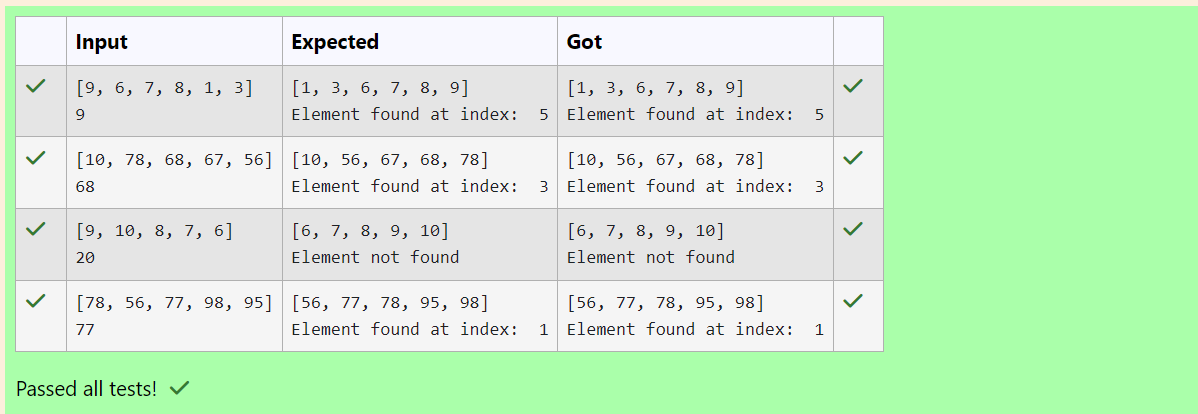 Input Expected Got
[9, 6, 7, 8, 1, 3] [1, 3, 6, 7, 8, 9] [1, 3, 6, 7, 8, 9]
9 Element found at index:  5 Element found at index:  5
[10, 78, 68, 67, 56] [10, 56, 67, 68, 78] [10, 56, 67, 68, 78]
68 Element found at index:  3 Element found at index:  3
[9, 10, 8, 7, 6] [6, 7, 8, 9, 10] [6, 7, 8, 9, 10]
20 Element not found Element not found
[78, 56, 77, 98, 95] [56, 77, 78, 95, 98] [56, 77, 78, 95, 98]
77 Element found at index:  1 Element found at index:  1
Passed all tests!